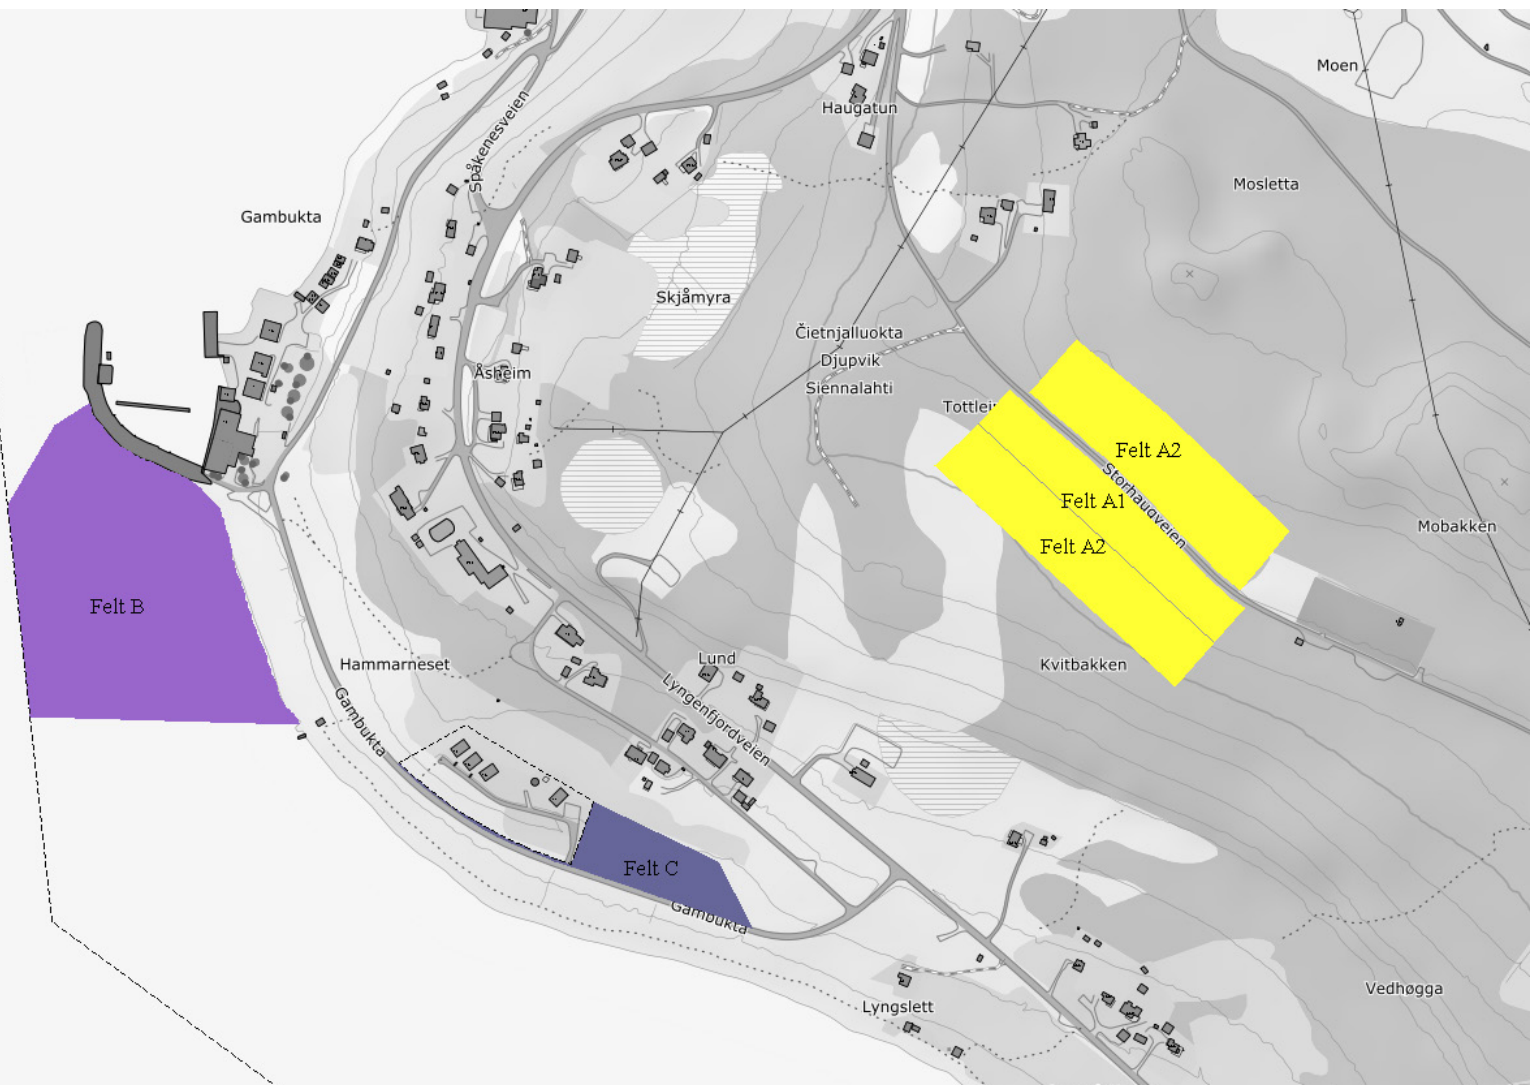 Moen
Spåkenesveien
Haugatun
Mosletta
Gambukta
Skjåmyra
Čietnjalluokta
Djupvik
Siennalahti
Åsheim
Felt A2
Storhaugveien
Felt A1
Felt A2
Mobakken
Felt B
Hammarneset
Lund
Kvitbakken
Lyngenfjordveien
Gambukta
Felt C
Gambukta
Vedhøgga
Lyngslett